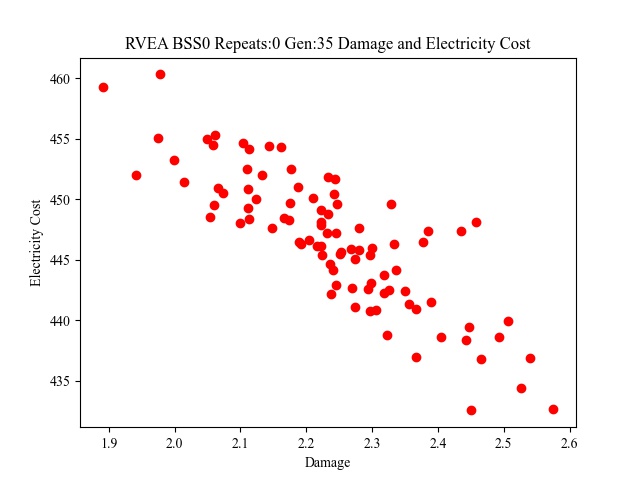 RVEA BSS0 Repeats:0 Gen:35 Damage and Electricity Cost
460
455
450
445
440
435
Electricity Cost
1.9 2.0 2.1 2.2 2.3 2.4 2.5 2.6
Damage